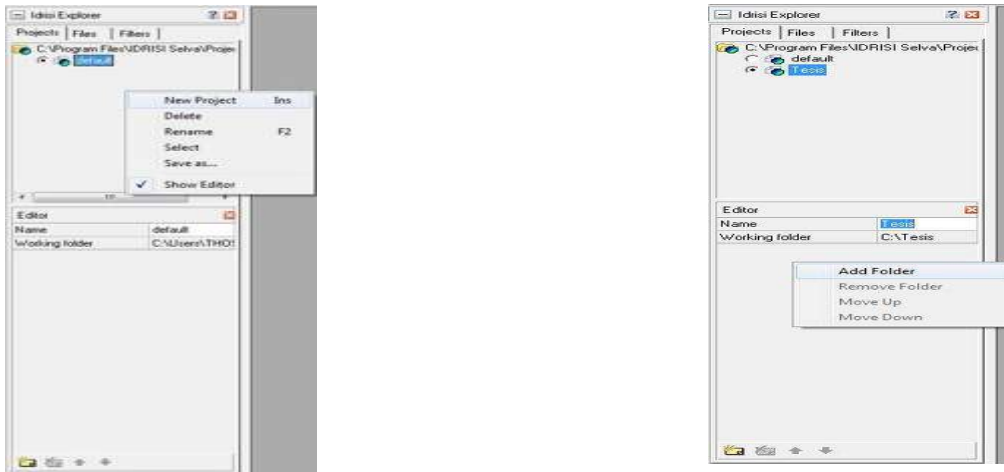 Idrisi Explorer
Projects | Files | Filters |
C:\Program Files\IDRISI Selva\Projec
default
New Project Ins
Delete
Rename F2
Select
Save as...
✓ Show Editor
Editor
Name default
Working folder C:\Users\THO
Idrisi Explorer
Projects | Files | Filters |
C:\Program Files\IDRISI Selva\Projec
default
Tesis
Editor
Name Tesis
Working folder C:\Tesis
Add Folder
Remove Folder
Move Up
Move Down